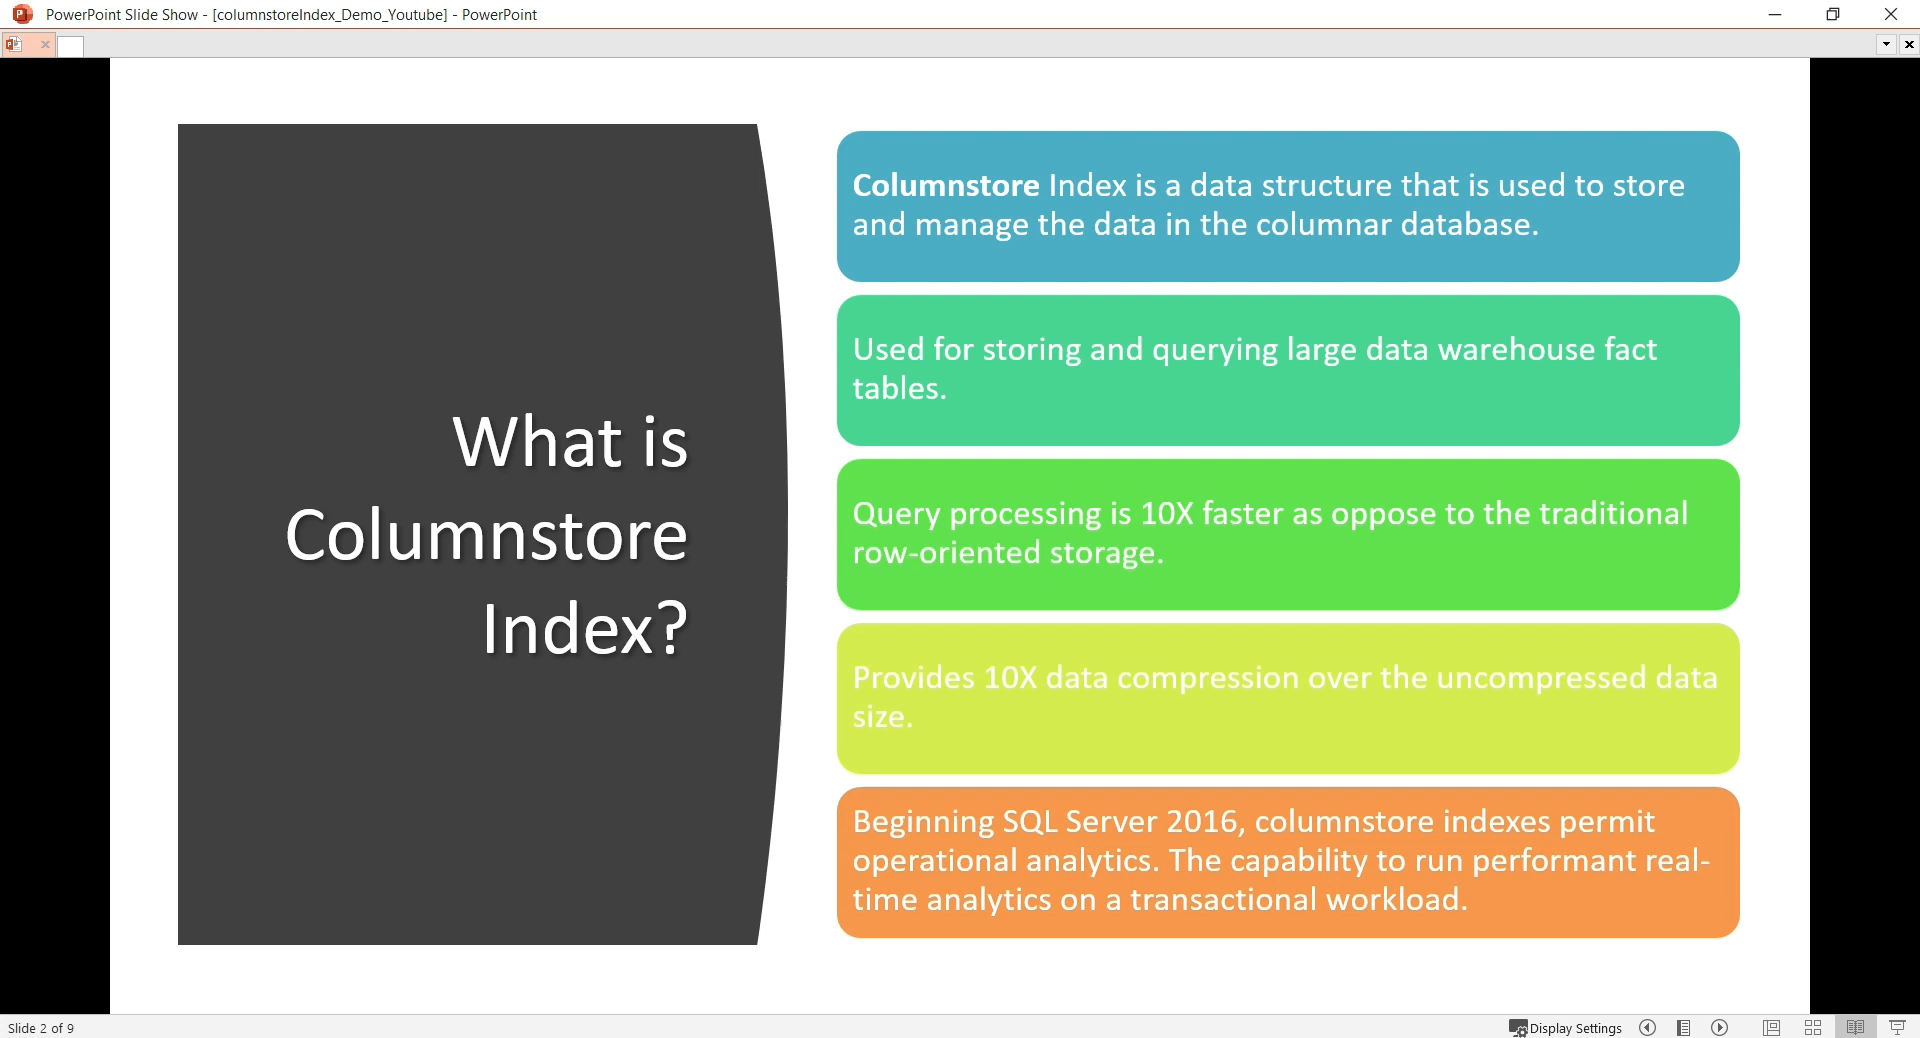 PowerPoint Slide Show - [columnstoreIndex_Demo_Youtube] - PowerPoint
What is
Columnstore
Index?
Columnstore Index is a data structure that is used to store
and manage the data in the columnar database.
Used for storing and querying large data warehouse fact
tables.
Query processing is 10X faster as oppose to the traditional
row-oriented storage.
Provides 10X data compression over the uncompressed data
size.
Beginning SQL Server 2016, columnstore indexes permit
operational analytics. The capability to run performant real-
time analytics on a transactional workload.
Slide 2 of 9
Display Settings